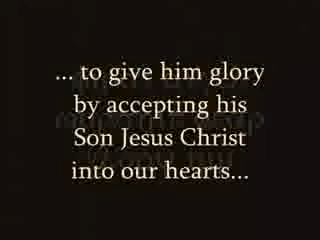 ... to give him glory
by accepting his
Son Jesus Christ
into our hearts...